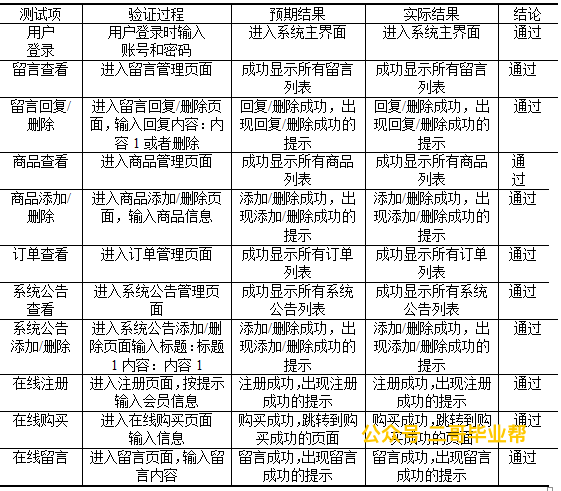 测试项 验证过程 预期结果 实际结果 结论
用户 用户登录时输入 进入系统主界面 进入系统主界面 通过
登录 账号和密码
留言查看 进入留言管理页面 成功显示所有留言 成功显示所有留言 通过
列表 列表
留言回复/ 进入留言回复/删除页 回复/删除成功，出 回复/删除成功，出 通过
删除 面，输入回复内容：内 现回复/删除成功的 现回复/删除成功的
容1或者删除 提示 提示
商品查看 进入商品管理页面 成功显示所有商品 成功显示所有商品 通
列表 列表 过
商品添加/ 进入商品添加/删除页 添加/删除成功，出 添加/删除成功，出 通过
删除 面，输入商品信息 现添加/删除成功的 现添加/删除成功的
提示 提示
订单查看 进入订单管理页面 成功显示所有订单 成功显示所有订单 通过
列表 列表
系统公告 进入系统公告管理页 成功显示所有系统 成功显示所有系统 通过
查看 面 公告列表 公告列表
系统公告 进入系统公告添加/删 添加/删除成功，出 添加/删除成功，出 通过
添加/删除 除页面输入标题：标题 现添加/删除成功的 现添加/删除成功的
1内容：内容1 提示 提示
在线注册 进入注册页面，按提示 注册成功，出现注册 注册成功，出现注册 通过
输入会员信息 成功的提示 成功的提示
在线购买 进入在线购买页面 购买成功，跳转到购 购买成功，跳转到购 通过
输入信息 买成功的页面 买成功的页面
公众号：二哥毕业帮
在线留言 进入留言页面，输入留 留言成功，出现留言 留言成功，出现留言 通过
言内容 成功的提示 成功的提示